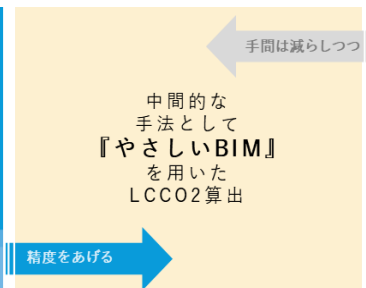 手間は減らしつつ
中間的な
手法として
『やさしいBIM』
を用いた
LCCO2算出
精度をあげる